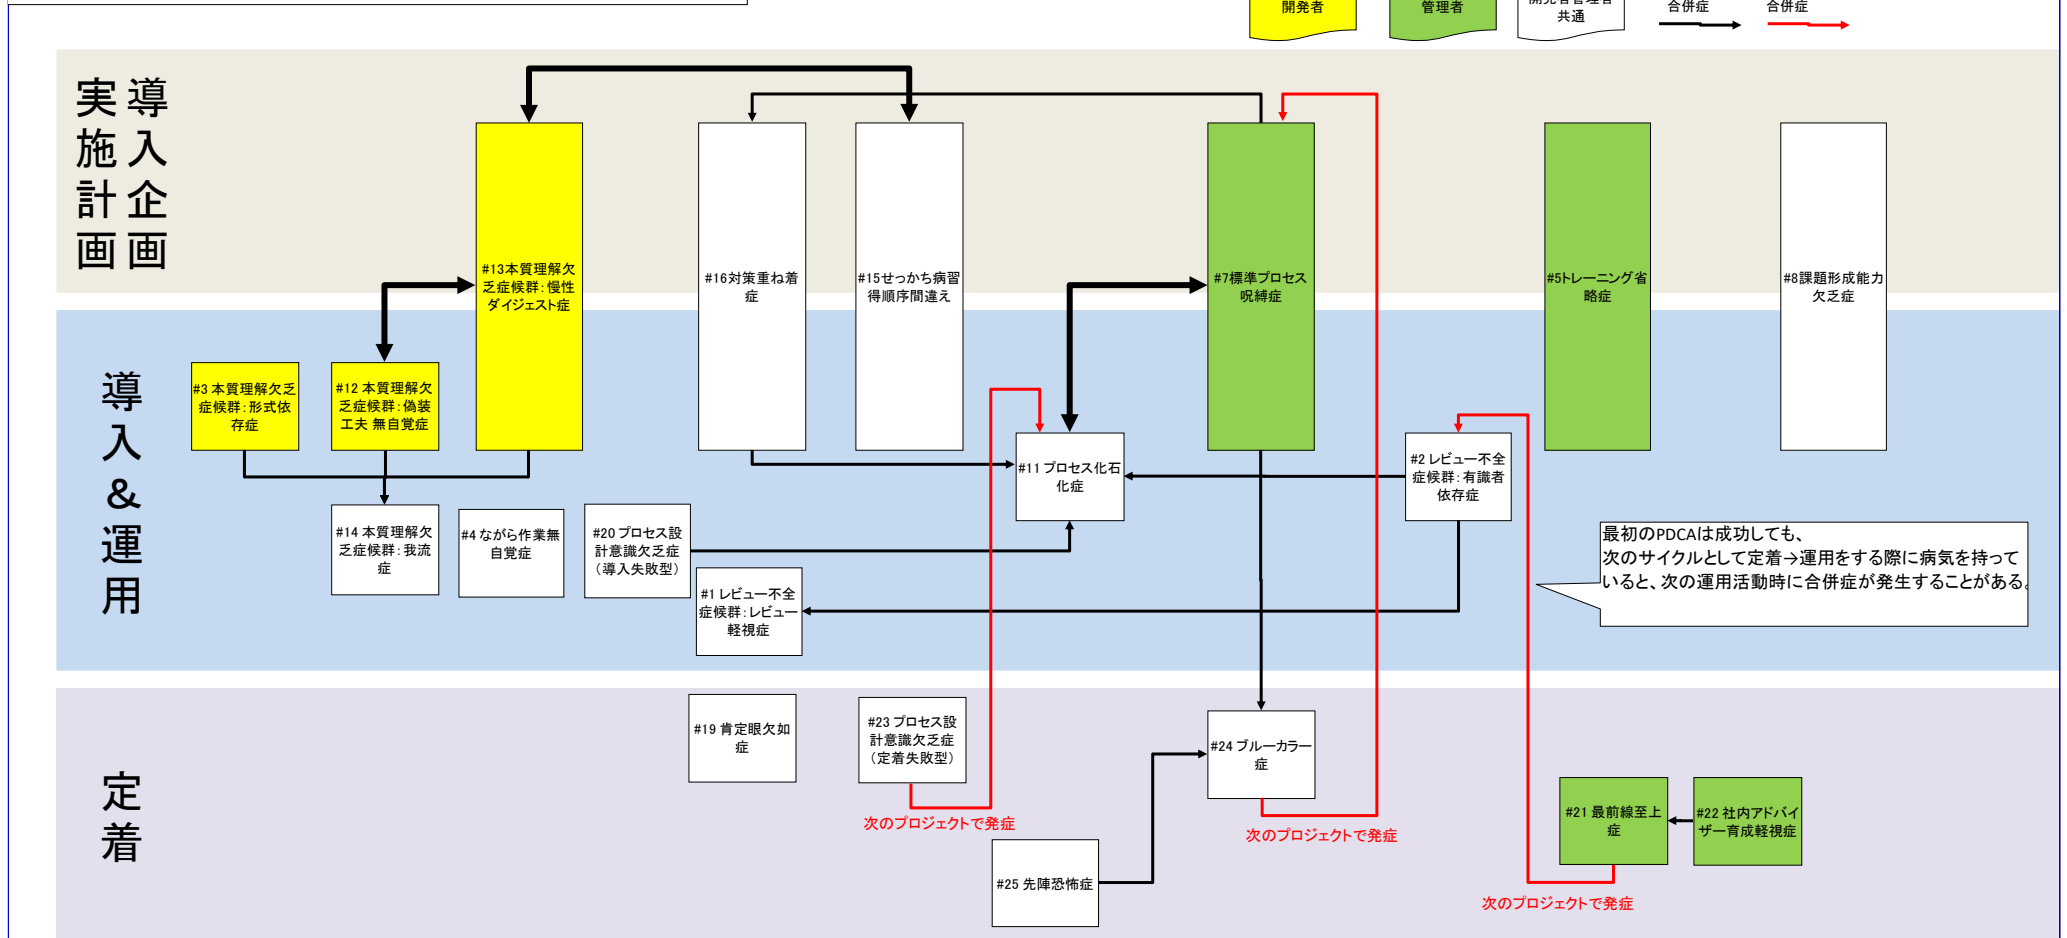 開発者
管理者
開発者管理者
共通
合併症
合併症
導入企画
実施計画
#13本質理解欠
乏症候群:慢性
ダイジェスト症
#16対策重ね着
症
#15せっかち病習
得順序間違え
#7標準プロセス
呪縛症
#5トレーニング省
略症
#8課題形成能力
欠乏症
導入&運用
#3 本質理解欠乏
症候群:形式依
存症
#12 本質理解欠
乏症候群:偽装
工夫 無自覚症
#11 プロセス化石
化症
#2 レビュー不全
症候群:有識者
依存症
#14 本質理解欠
乏症候群:我流
症
#4 ながら作業無
自覚症
#20 プロセス設
計意識欠乏症
(導入失敗型)
#1 レビュー不全
症候群:レビュー
軽視症
最初のPDCAは成功しても、
次のサイクルとして定着→運用をする際に病気を持って
いると、次の運用活動時に合併症が発生することがある。
定着
#19 肯定眼欠如
症
#23 プロセス設
計意識欠乏症
(定着失敗型)
#24 ブルーカラー
症
#21 最前線至上
症
#22 社内アドバイ
ザー育成軽視症
次のプロジェクトで発症
次のプロジェクトで発症
#25 先陣恐怖症
次のプロジェクトで発症